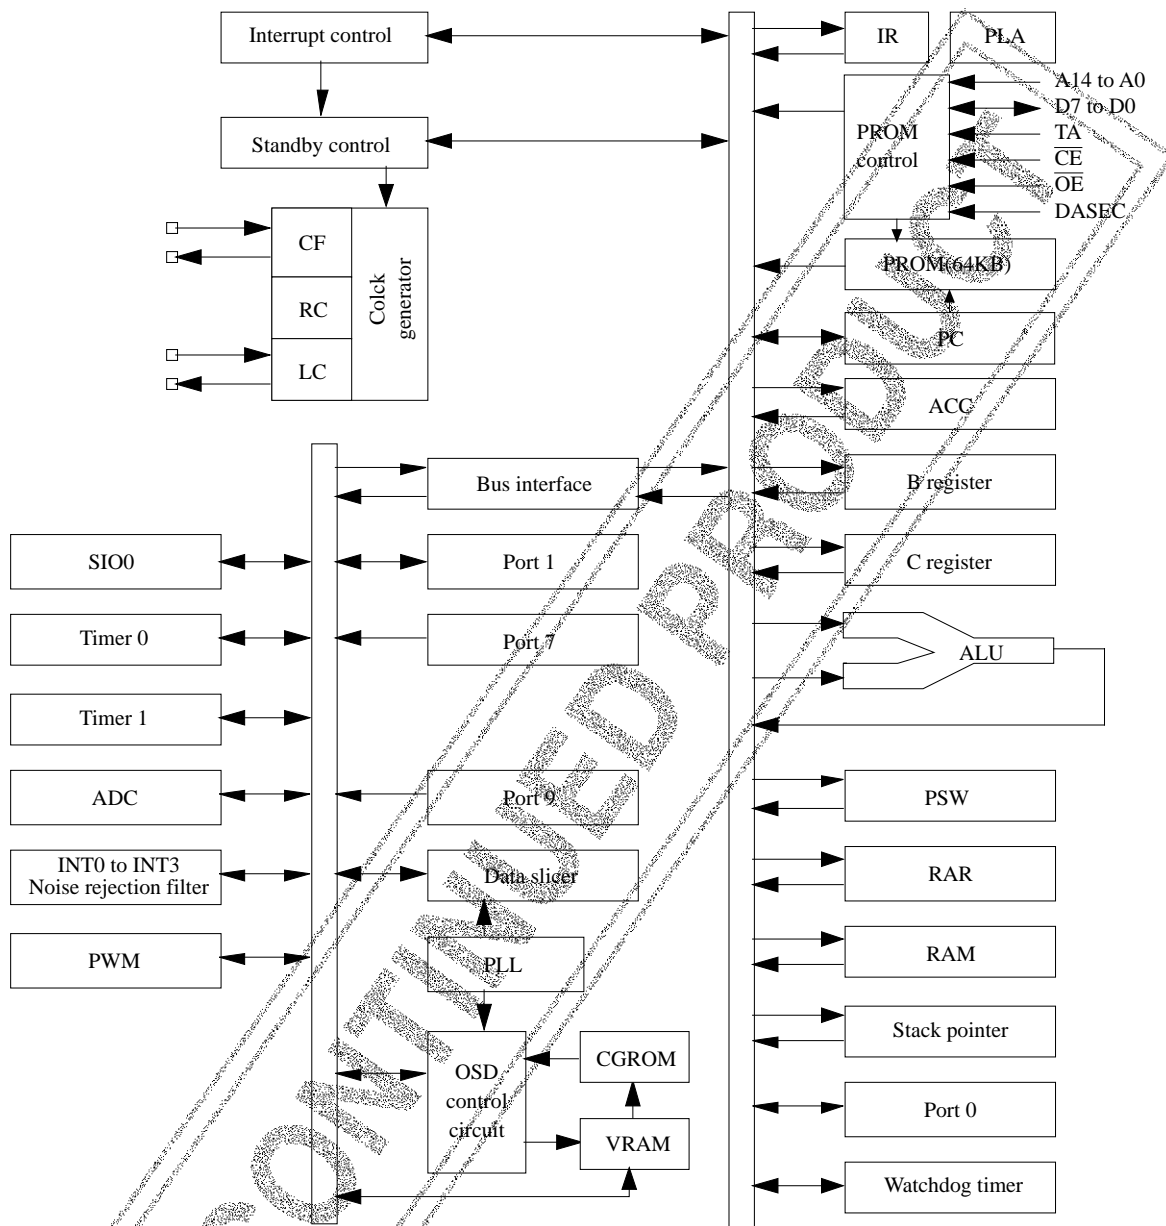 Interrupt control
IR
PLA
Standby control
PROM
control
A14 to A0
D7 to D0
TA
CE
OE
DASEC
CF
RC
LC
Colck
generator
PROM(64KB)
PC
ACC
Bus interface
B register
SIO0
Port 1
C register
Timer 0
Port 7
ALU
Timer 1
ADC
Port 9
PSW
INT0 to INT3
Noise rejection filter
Data slicer
RAR
PWM
PLL
RAM
OSD
control
circuit
CGROM
VRAM
Stack pointer
Port 0
Watchdog timer
CONTINUED PRODUCT